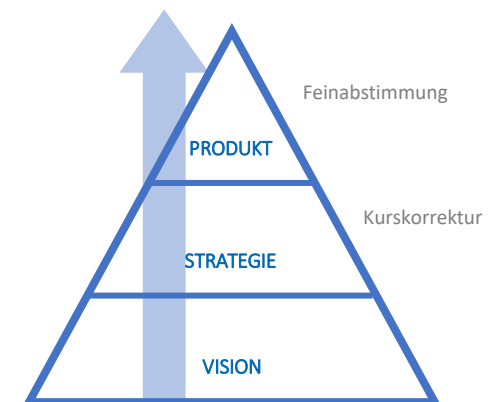 Feinabstimmung
PRODUKT
Kurskorrektur
STRATEGIE
VISION